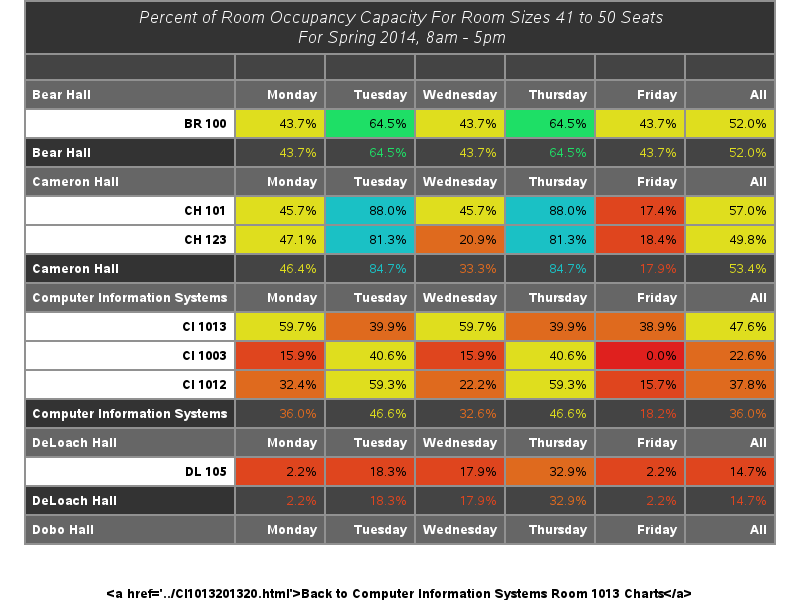 Percent of Room Occupancy Capacity For Room Sizes 41 to 50 Seats
For Spring 2014, 8am - 5pm
Bear Hall Monday Tuesday Wednesday Thursday Friday All
BR 100 43.7% 64.5% 43.7% 64.5% 43.7% 52.0%
Bear Hall 43.7% 64.5% 43.7% 64.5% 43.7% 52.0%
Cameron Hall Monday Tuesday Wednesday Thursday Friday All
CH 101 45.7% 88.0% 45.7% 88.0% 17.4% 57.0%
CH 123 47.1% 81.3% 20.9% 81.3% 18.4% 49.8%
Cameron Hall 46.4% 84.7% 33.3% 84.7% 17.9% 53.4%
Computer Information Systems Monday Tuesday Wednesday Thursday Friday All
CI 1013 59.7% 39.9% 59.7% 39.9% 38.9% 47.6%
CI 1003 15.9% 40.6% 15.9% 40.6% 0.0% 22.6%
CI 1012 32.4% 59.3% 22.2% 59.3% 15.7% 37.8%
Computer Information Systems 36.0% 46.6% 32.6% 46.6% 18.2% 36.0%
DeLoach Hall Monday Tuesday Wednesday Thursday Friday All
DL 105 2.2% 18.3% 17.9% 32.9% 2.2% 14.7%
DeLoach Hall 2.2% 18.3% 17.9% 32.9% 2.2% 14.7%
Dobo Hall Monday Tuesday Wednesday Thursday Friday All
<a href='../CI1013201320.html'>Back to Computer Information Systems Room 1013 Charts</a>